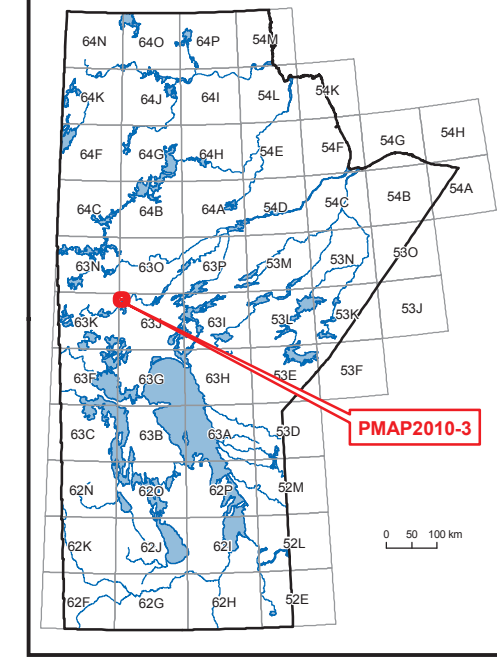 64N 64O 64P 54M
64K 64J 64I 54L 54K
64F 64G 64H 54E 54F 54G 54H
64C 64B 64A 54D 54C 54B 54A
63N 63O 63P 53M 53N 53O
63K 63J 63I 53L 53K 53J
63F 63G 63H 53E 53F
63C 63B 63A 53D
PMAP2010-3
62N 62O 62P 52M
62K 62J 62I 52L
0 50 100 km
62F 62G 62H 52E